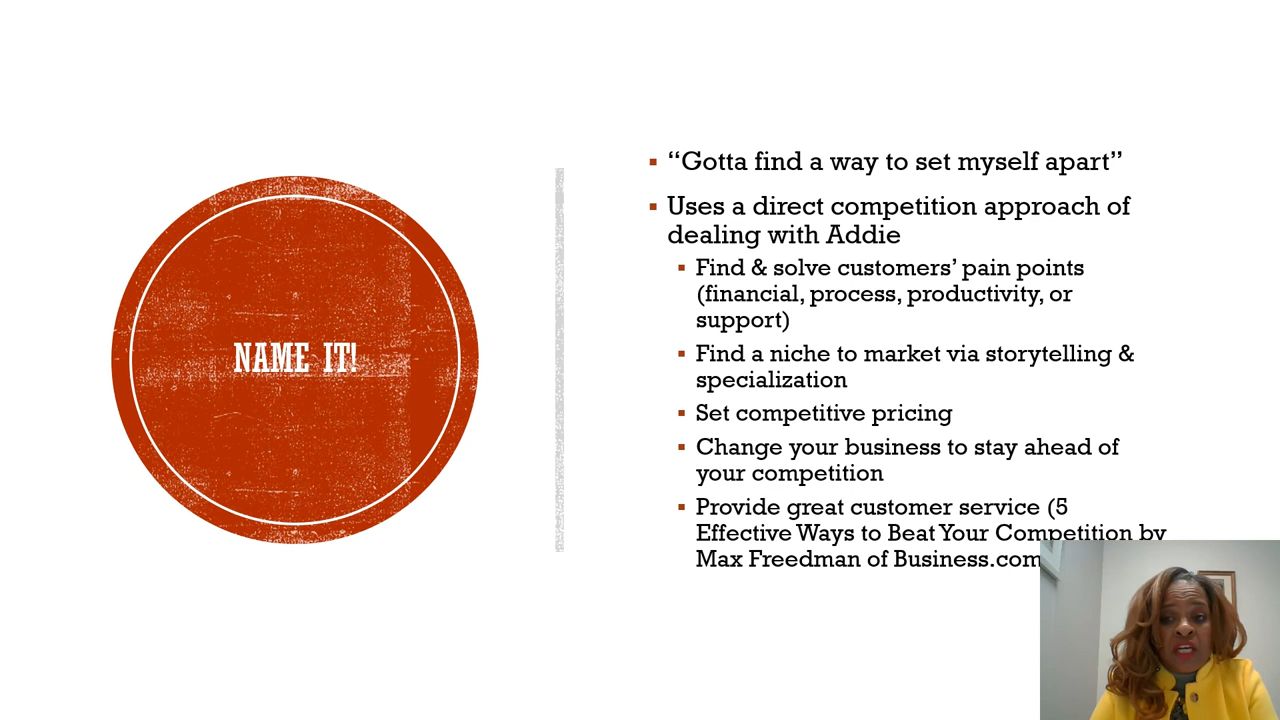 NAME IT!
▪ “Gotta find a way to set myself apart”
▪ Uses a direct competition approach of
dealing with Addie
▪ Find & solve customers’ pain points
(financial, process, productivity, or
support)
▪ Find a niche to market via storytelling &
specialization
▪ Set competitive pricing
▪ Change your business to stay ahead of
your competition
▪ Provide great customer service (5
Effective Ways to Beat Your Competition by
Max Freedman of Business.com